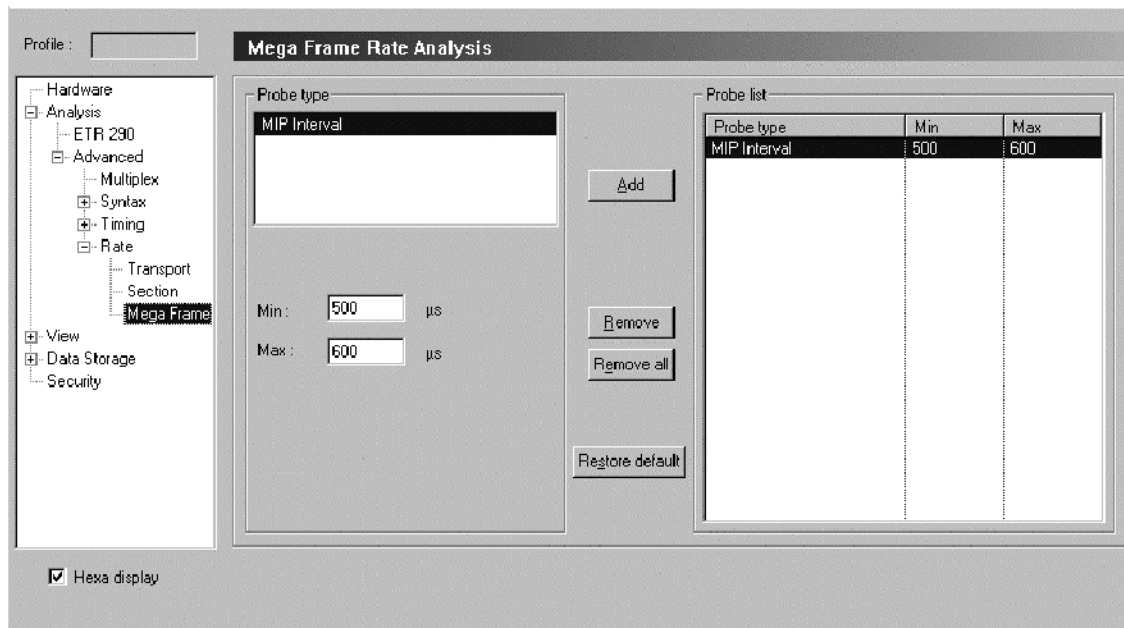 Profile :
Mega Frame Rate Analysis
Hardware
Analysis
ETR 290
Advanced
Multiplex
Syntax
Timing
Rate
Transport
Section
Mega Frame
View
Data Storage
Security
Probe type
MIP Interval
Min : 500 µs
Max : 600 µs
Add
Remove
Remove all
Restore default
Probe list
Probe type Min Max
MIP Interval 500 600
Hexa display